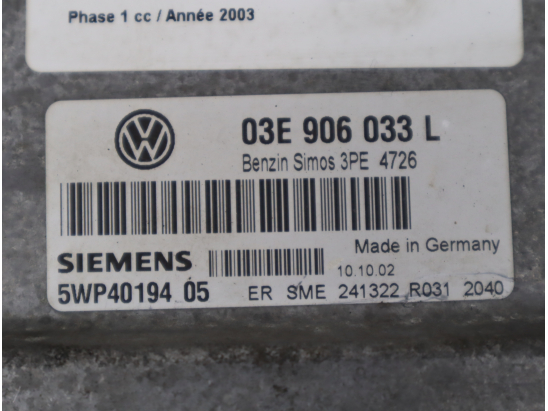 Phase 1 cc / Année 2003
03E 906 033 L
Benzin Simos 3PE 4726
Made in Germany
SIEMENS
10.10.02
5WP40194 05 ER SME 241322 R031 2040